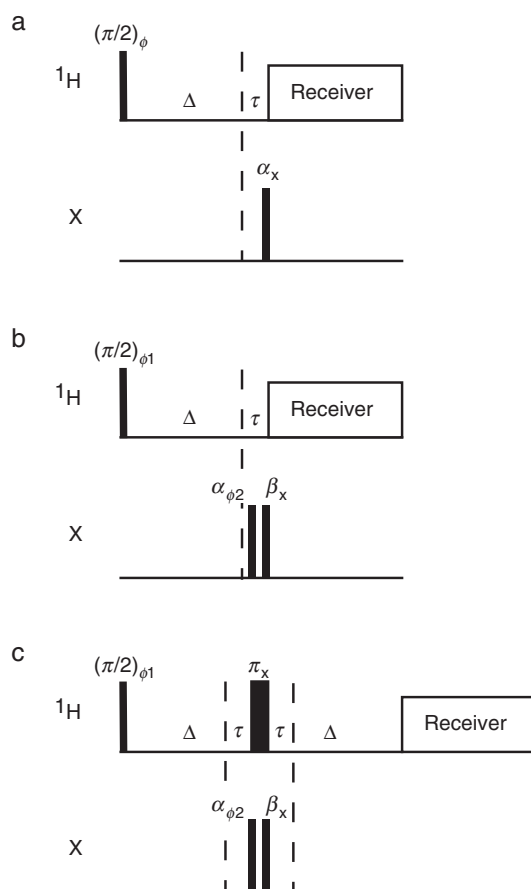 a
(π/2)ϕ
¹H
Δ
τ
Receiver
αx
X
b
(π/2)ϕ1
¹H
Δ
τ
Receiver
αϕ2
βx
X
c
(π/2)ϕ1
πx
¹H
Δ
τ
τ
Δ
Receiver
αϕ2
βx
X